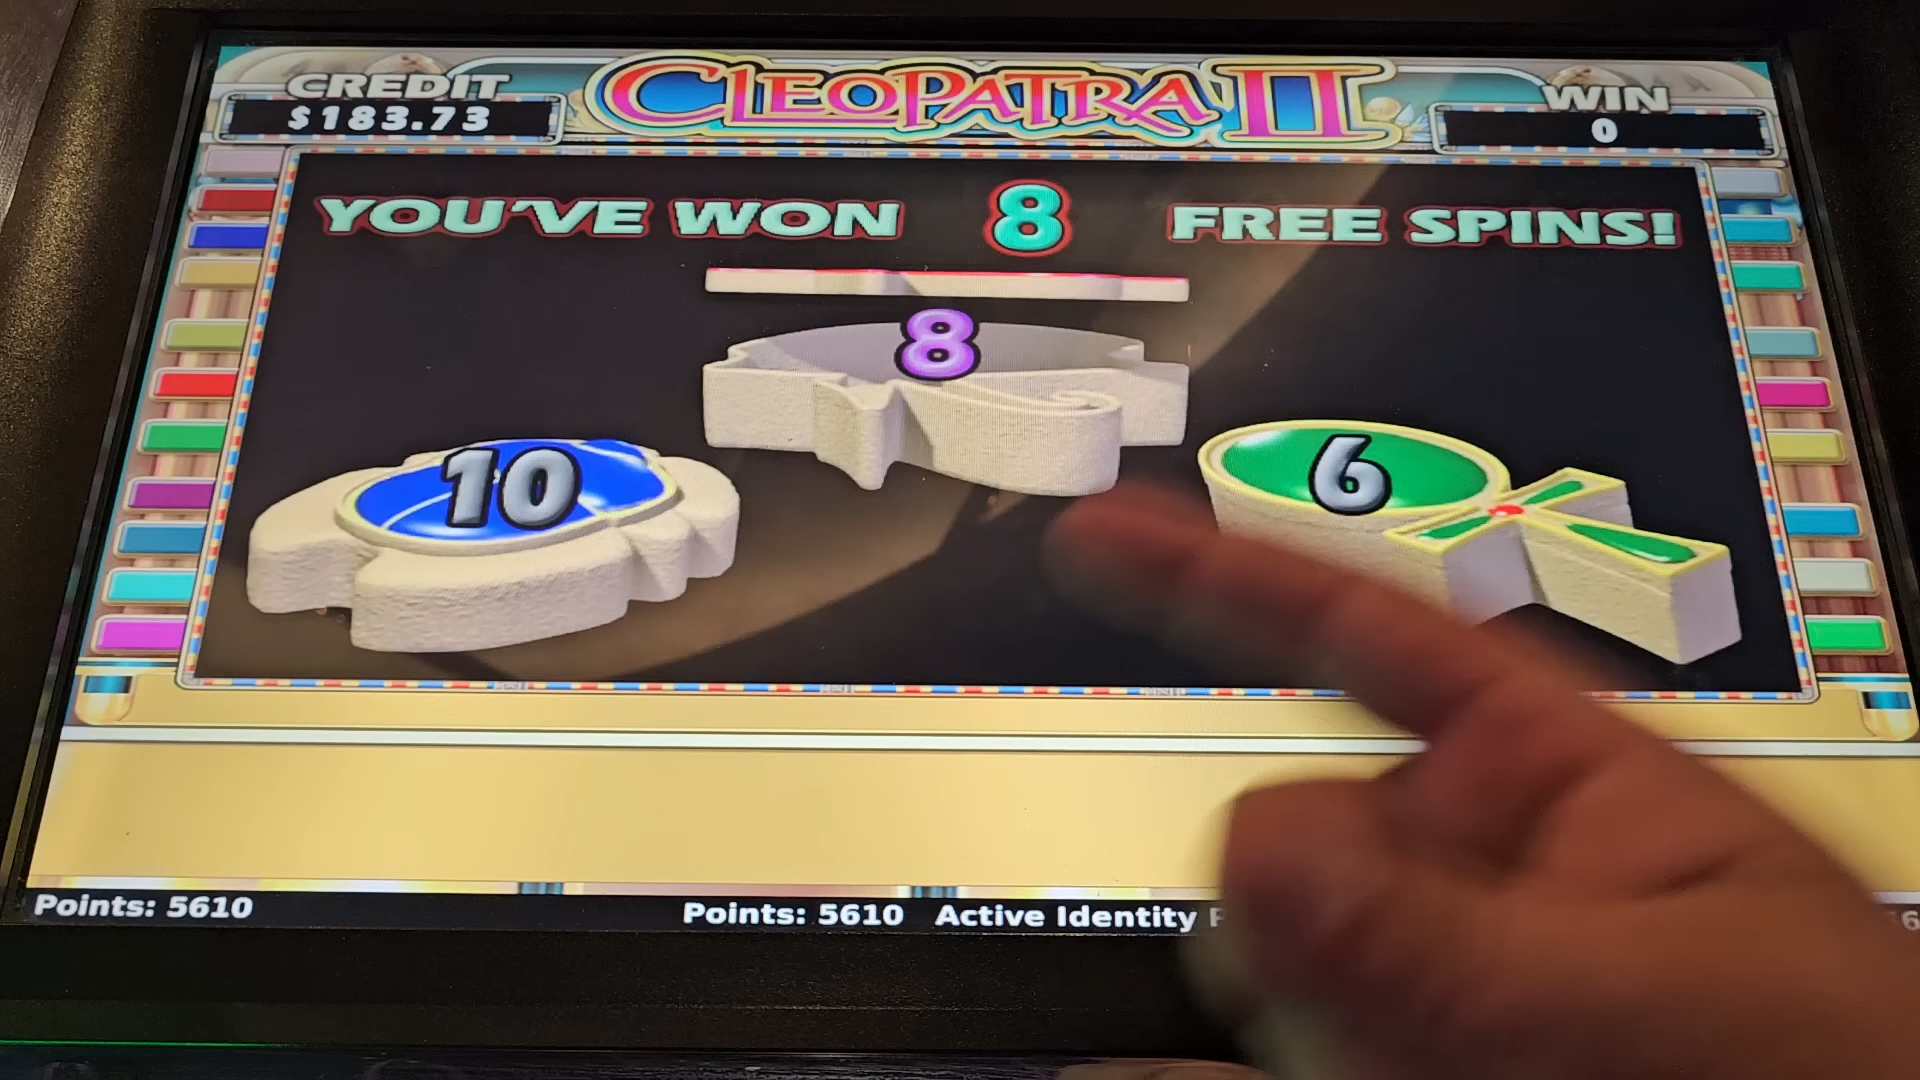 CREDIT
$183.73
CLEOPATRA II
WIN
0
YOU'VE WON 8 FREE SPINS!
8
10
6
Points: 5610
Points: 5610 Active Identity